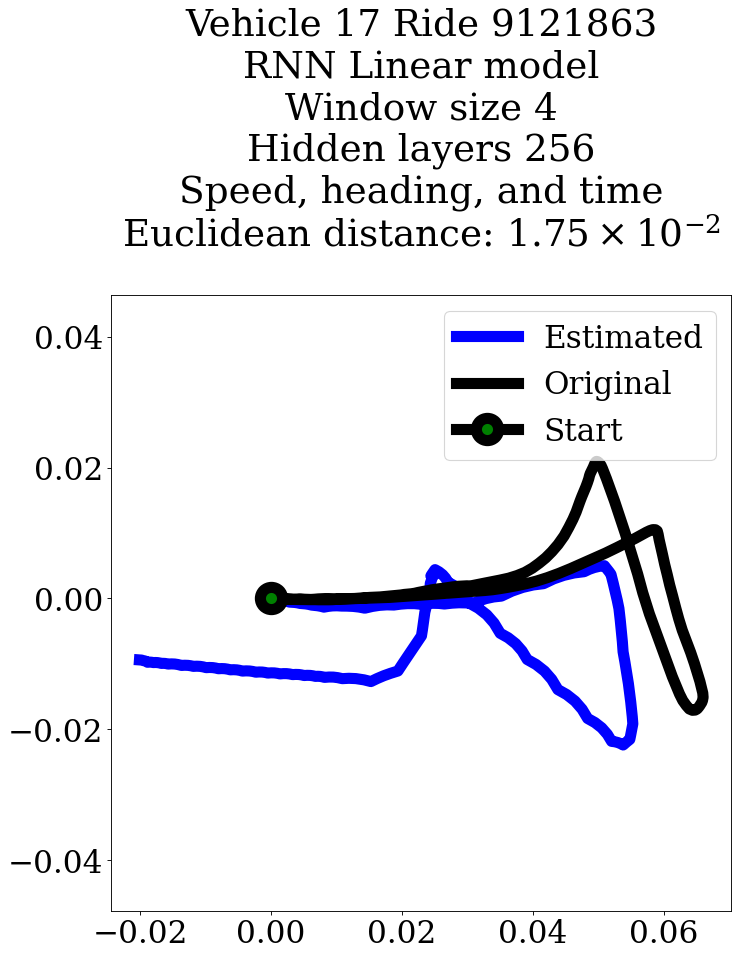 Vehicle 17 Ride 9121863
RNN Linear model
Window size 4
Hidden layers 256
Speed, heading, and time
Euclidean distance: 1.75 × 10⁻²
Estimated
Original
Start
0.04
0.02
0.00
−0.02
−0.04
−0.02 0.00 0.02 0.04 0.06